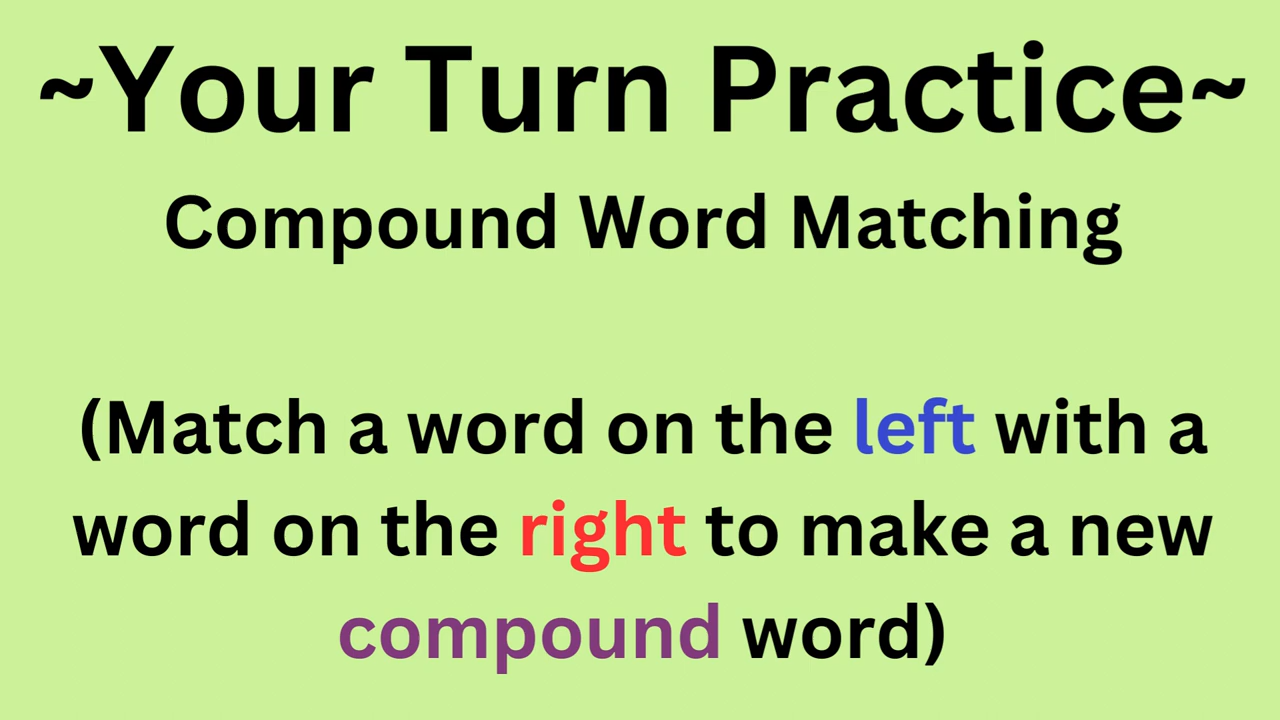 ~Your Turn Practice~
Compound Word Matching
(Match a word on the left with a
word on the right to make a new
compound word)